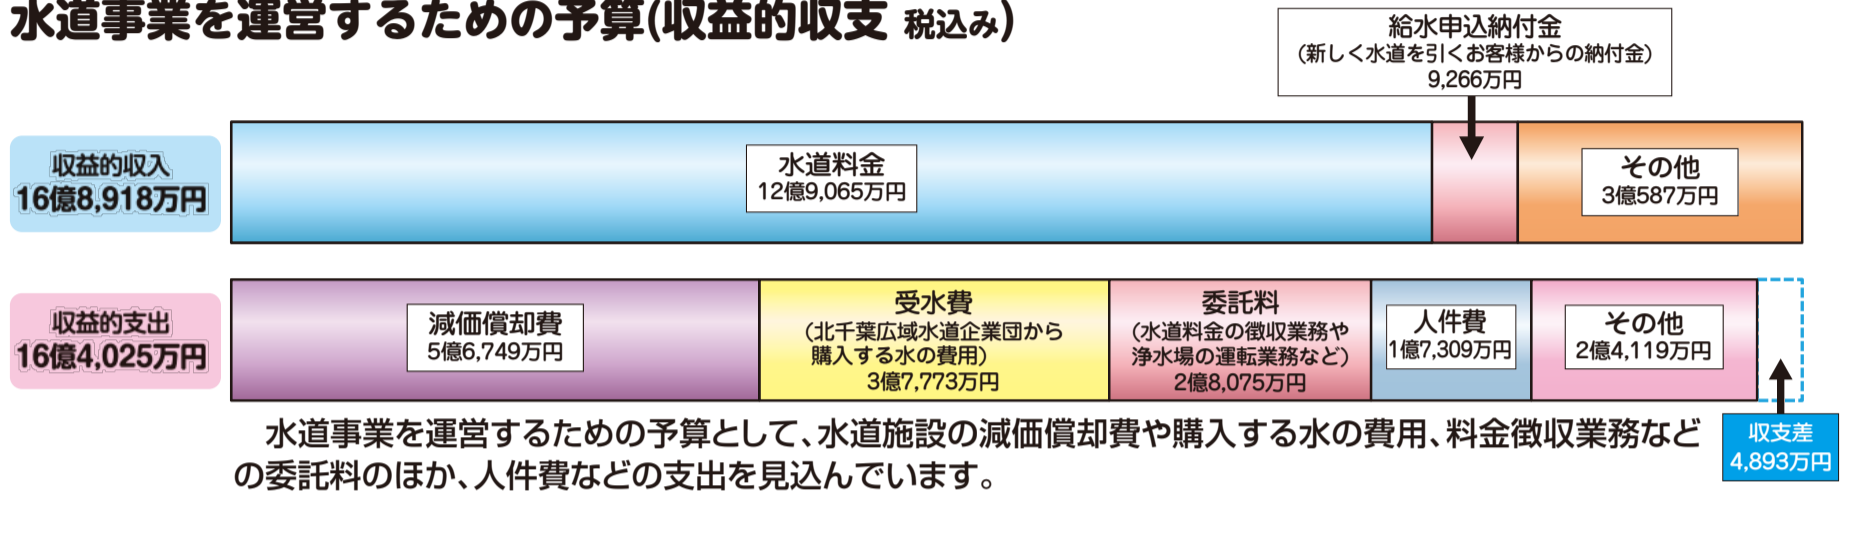 水道事業を運営するための予算(収益的収支 税込み)
給水申込納付金
(新しく水道を引くお客様からの納付金)
9,266万円
収益的収入
16億8,918万円
水道料金
12億9,065万円
その他
3億587万円
収益的支出
16億4,025万円
減価償却費
5億6,749万円
受水費
(北千葉広域水道企業団から
購入する水の費用)
3億7,773万円
委託料
(水道料金の徴収業務や
浄水場の運転業務など)
2億8,075万円
人件費
1億7,309万円
その他
2億4,119万円
収支差
4,893万円
水道事業を運営するための予算として、水道施設の減価償却費や購入する水の費用、料金徴収業務など
の委託料のほか、人件費などの支出を見込んでいます。